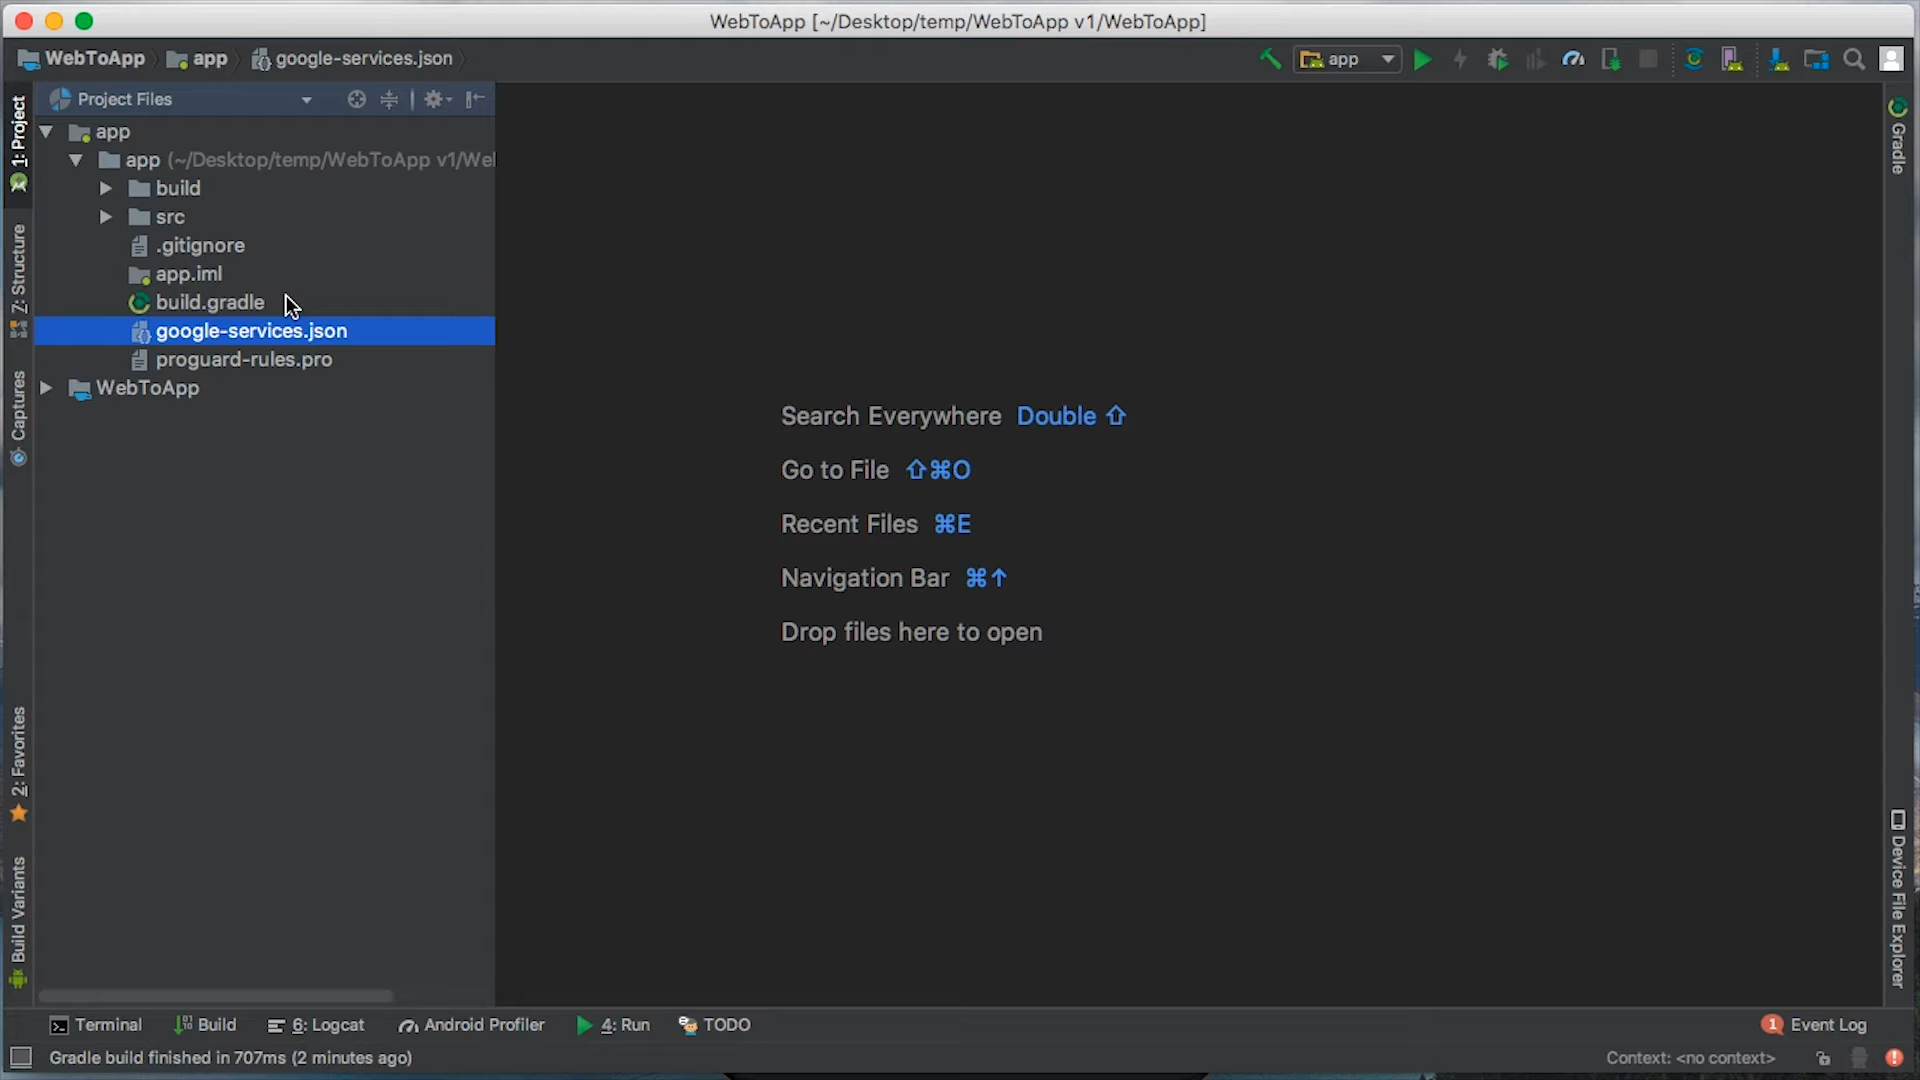 WebToApp [~/Desktop/temp/WebToApp v1/WebToApp]
WebToApp app google-services.json
app
Project Files
1: Project
7: Structure
Captures
2: Favorites
Build Variants
app
app (~/Desktop/temp/WebToApp v1/Wel
build
src
.gitignore
app.iml
build.gradle
google-services.json
proguard-rules.pro
WebToApp
Search Everywhere Double ⇧
Go to File ⇧⌘O
Recent Files ⌘E
Navigation Bar ⌘↑
Drop files here to open
Gradle
Device File Explorer
Terminal Build 6: Logcat Android Profiler 4: Run TODO 1 Event Log
Gradle build finished in 707ms (2 minutes ago) Context: <no context>